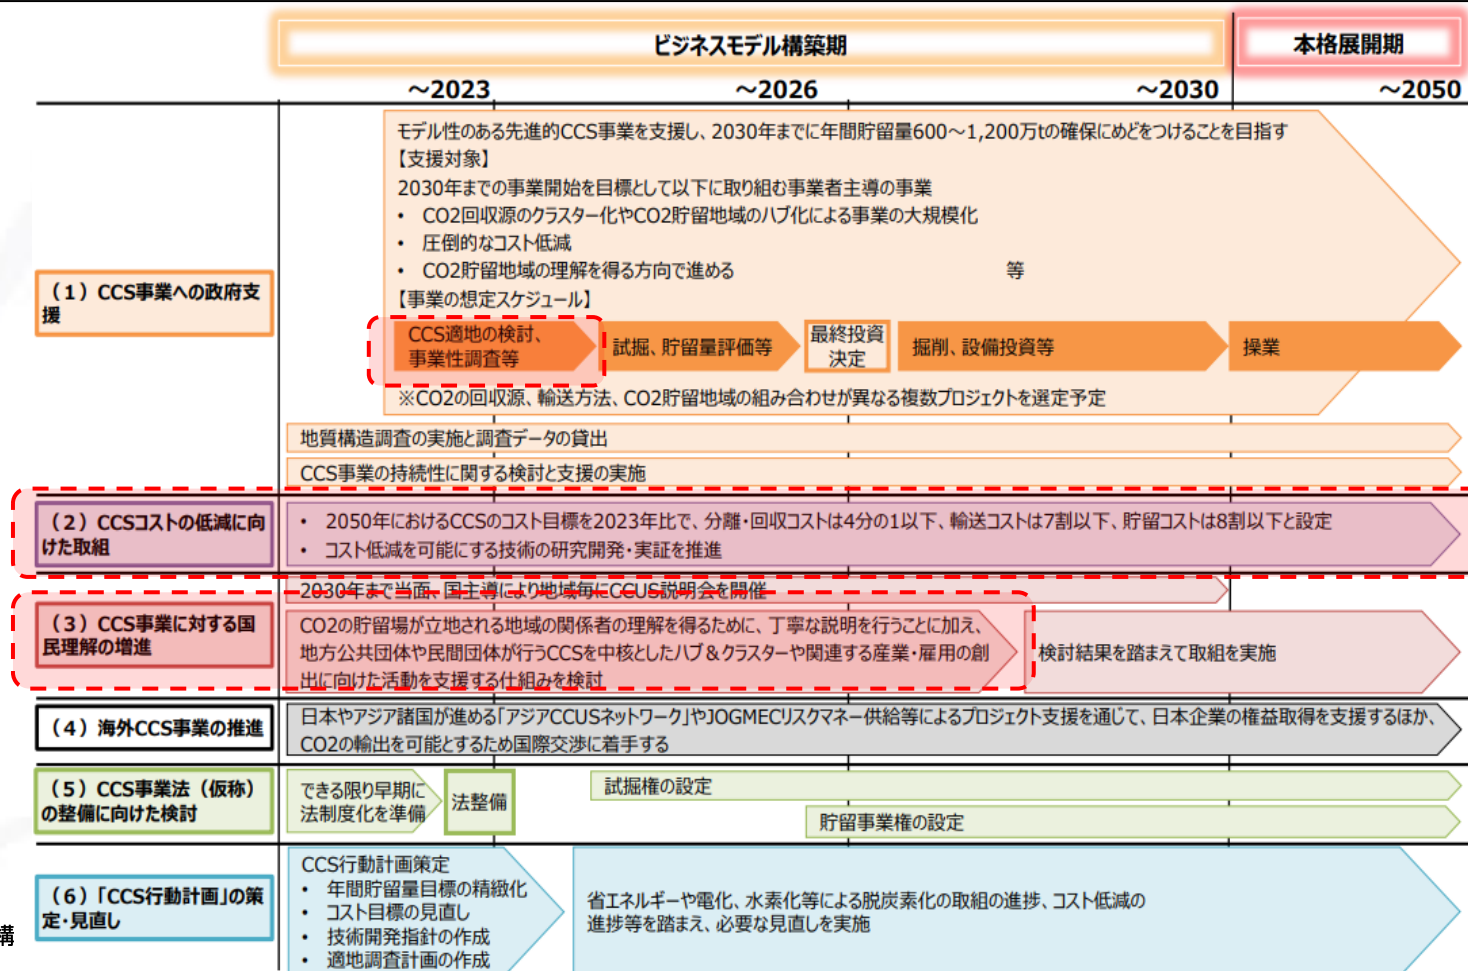 ビジネスモデル構築期
本格展開期
～2023
～2026
～2030
～2050
（1）CCS事業への政府支
援
モデル性のある先進的CCS事業を支援し、2030年までに年間貯留量600～1,200万tの確保にめどをつけることを目指す
【支援対象】
2030年までの事業開始を目標として以下に取り組む事業者主導の事業
• CO2回収源のクラスター化やCO2貯留地域のハブ化による事業の大規模化
• 圧倒的なコスト低減
• CO2貯留地域の理解を得る方向で進める 等
【事業の想定スケジュール】
CCS適地の検討、
事業性調査等
試掘、貯留量評価等
最終投資
決定
掘削、設備投資等
操業
※CO2の回収源、輸送方法、CO2貯留地域の組み合わせが異なる複数プロジェクトを選定予定
地質構造調査の実施と調査データの貸出
CCS事業の持続性に関する検討と支援の実施
（2）CCSコストの低減に向
けた取組
• 2050年におけるCCSのコスト目標を2023年比で、分離・回収コストは4分の1以下、輸送コストは7割以下、貯留コストは8割以下と設定
• コスト低減を可能にする技術の研究開発・実証を推進
（3）CCS事業に対する国
民理解の増進
2030年まで当面、国主導により地域毎にCCUS説明会を開催
CO2の貯留場が立地される地域の関係者の理解を得るために、丁寧な説明を行うことに加え、
地方公共団体や民間団体が行うCCSを中核としたハブ＆クラスターや関連する産業・雇用の創
出に向けた活動を支援する仕組みを検討
検討結果を踏まえて取組を実施
（4）海外CCS事業の推進
日本やアジア諸国が進める「アジアCCUSネットワーク」やJOGMECリスクマネー供給等によるプロジェクト支援を通じて、日本企業の権益取得を支援するほか、
CO2の輸出を可能とするため国際交渉に着手する
（5）CCS事業法（仮称）
の整備に向けた検討
できる限り早期に
法制度化を準備
法整備
試掘権の設定
貯留事業権の設定
（6）「CCS行動計画」の策
定・見直し
CCS行動計画策定
• 年間貯留量目標の精緻化
• コスト目標の見直し
• 技術開発指針の作成
• 適地調査計画の作成
省エネルギーや電化、水素化等による脱炭素化の取組の進捗、コスト低減の
進捗等を踏まえ、必要な見直しを実施
構